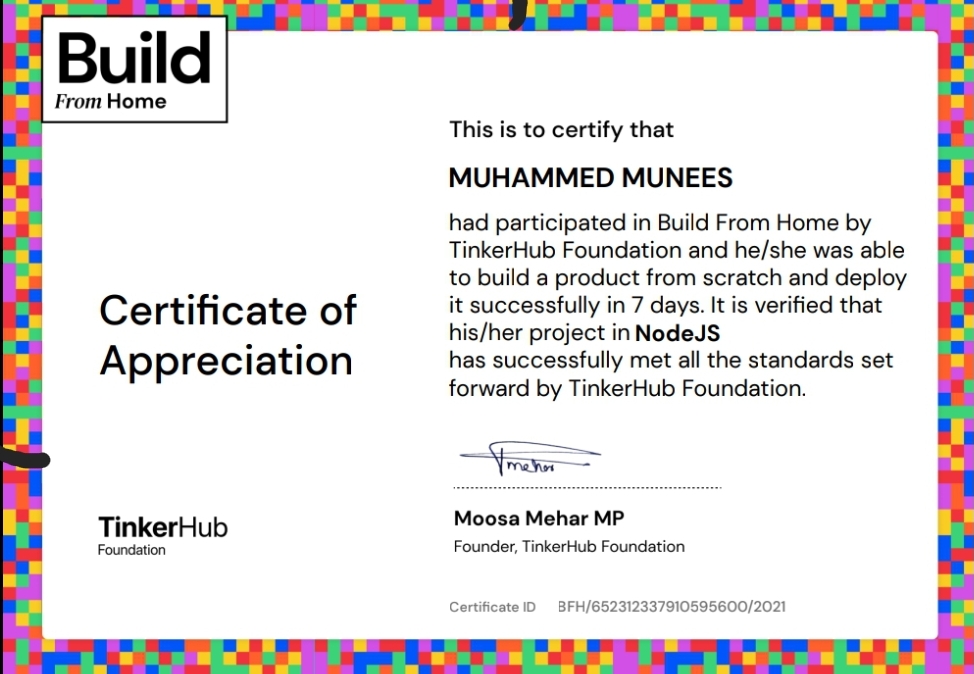 Build
From Home
This is to certify that
MUHAMMED MUNEES
had participated in Build From Home by
TinkerHub Foundation and he/she was able
to build a product from scratch and deploy
it successfully in 7 days. It is verified that
his/her project in NodeJS
has successfully met all the standards set
forward by TinkerHub Foundation.
Certificate of
Appreciation
mehar
Moosa Mehar MP
Founder, TinkerHub Foundation
TinkerHub
Foundation
Certificate ID BFH/652312337910595600/2021